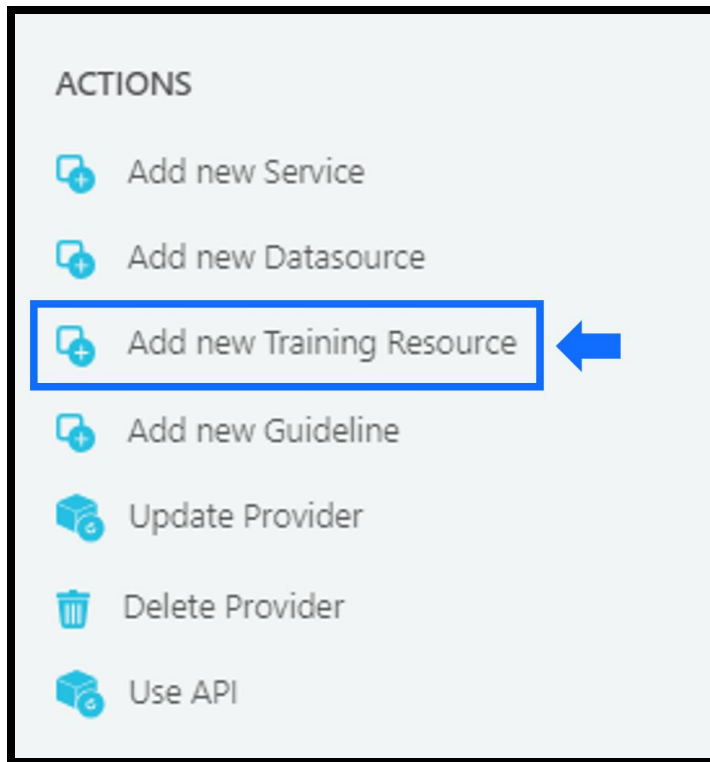 ACTIONS
Add new Service
Add new Datasource
Add new Training Resource
Add new Guideline
Update Provider
Delete Provider
Use API